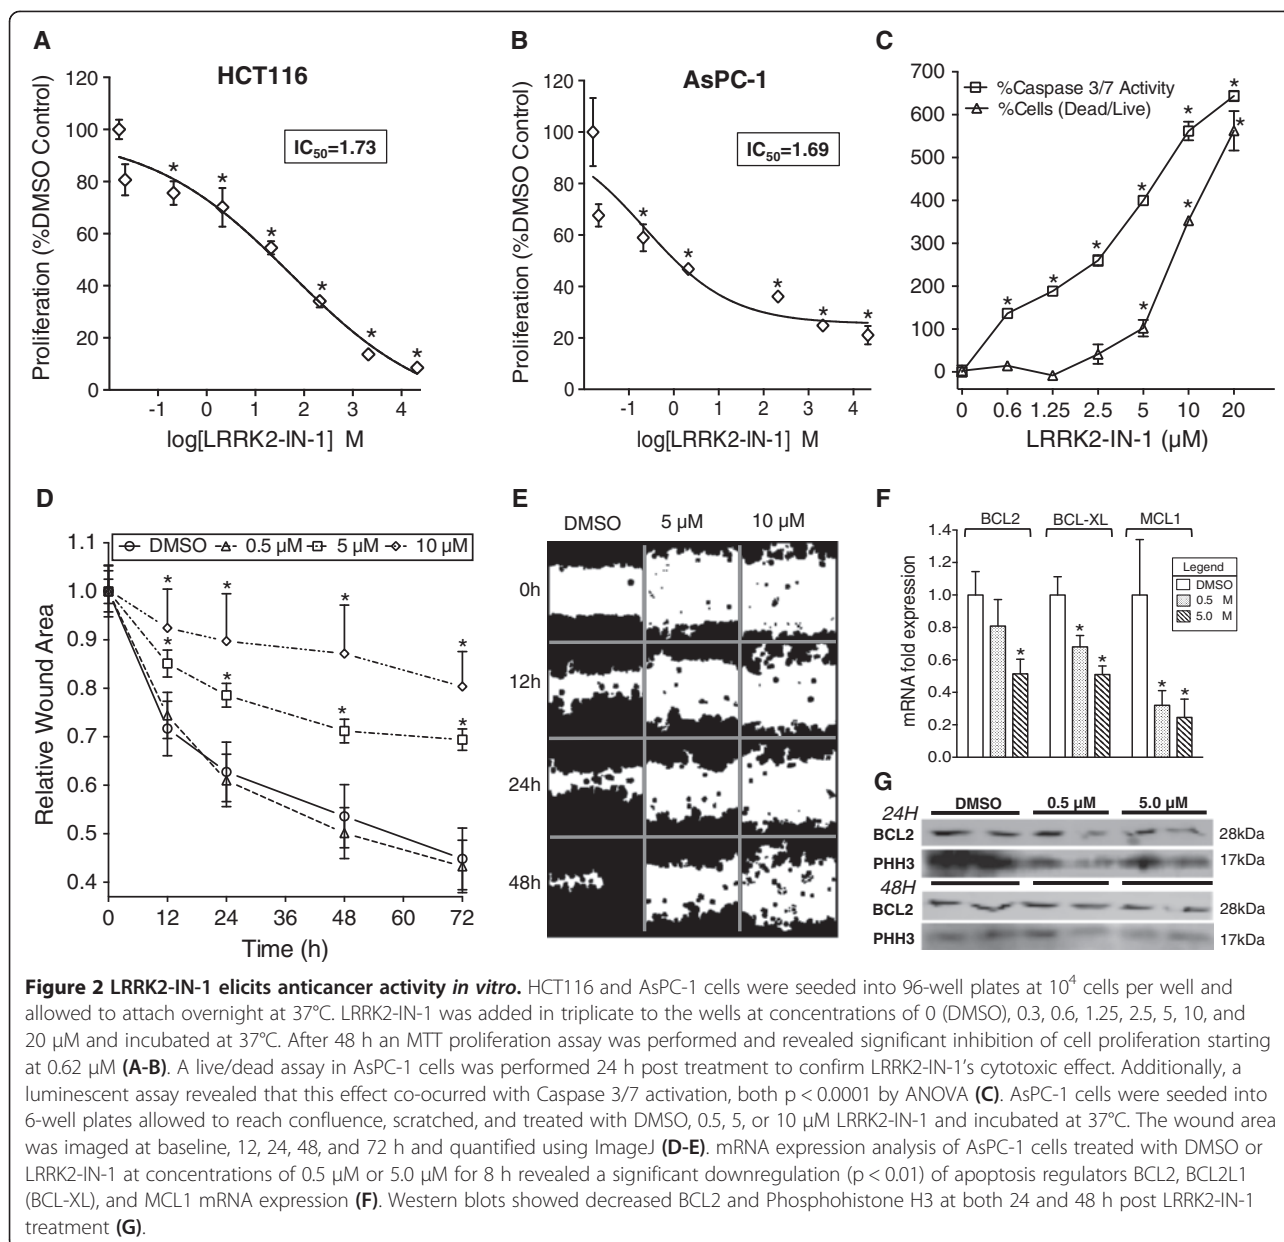 A
HCT116
Proliferation (%DMSO Control)
120
100
80
60
40
20
0
IC50=1.73
* * * * * * *
-1 0 1 2 3 4
log[LRRK2-IN-1] M
B
AsPC-1
Proliferation (%DMSO Control)
120
100
80
60
40
20
0
IC50=1.69
* * * * *
-1 0 1 2 3 4
log[LRRK2-IN-1] M
C
700
600
500
400
300
200
100
0
%Caspase 3/7 Activity
%Cells (Dead/Live)
* * * * * *
* * *
0 0.6 1.25 2.5 5 10 20
LRRK2-IN-1 (µM)
D
DMSO 0.5 µM 5 µM 10 µM
Relative Wound Area
1.1
1.0
0.9
0.8
0.7
0.6
0.5
0.4
* * * *
* * * *
0 12 24 36 48 60 72
Time (h)
E
DMSO 5 µM 10 µM
0h
12h
24h
48h
F
BCL2 BCL-XL MCL1
mRNA fold expression
1.4
1.2
1.0
0.8
0.6
0.4
0.2
0.0
* * * * *
Legend
DMSO
0.5 M
5.0 M
G
24H DMSO 0.5 µM 5.0 µM
BCL2 28kDa
PHH3 17kDa
48H
BCL2 28kDa
PHH3 17kDa
Figure 2 LRRK2-IN-1 elicits anticancer activity in vitro. HCT116 and AsPC-1 cells were seeded into 96-well plates at 10⁴ cells per well and
allowed to attach overnight at 37°C. LRRK2-IN-1 was added in triplicate to the wells at concentrations of 0 (DMSO), 0.3, 0.6, 1.25, 2.5, 5, 10, and
20 µM and incubated at 37°C. After 48 h an MTT proliferation assay was performed and revealed significant inhibition of cell proliferation starting
at 0.62 µM (A-B). A live/dead assay in AsPC-1 cells was performed 24 h post treatment to confirm LRRK2-IN-1's cytotoxic effect. Additionally, a
luminescent assay revealed that this effect co-occurred with Caspase 3/7 activation, both p < 0.0001 by ANOVA (C). AsPC-1 cells were seeded into
6-well plates allowed to reach confluence, scratched, and treated with DMSO, 0.5, 5, or 10 µM LRRK2-IN-1 and incubated at 37°C. The wound area
was imaged at baseline, 12, 24, 48, and 72 h and quantified using ImageJ (D-E). mRNA expression analysis of AsPC-1 cells treated with DMSO or
LRRK2-IN-1 at concentrations of 0.5 µM or 5.0 µM for 8 h revealed a significant downregulation (p < 0.01) of apoptosis regulators BCL2, BCL2L1
(BCL-XL), and MCL1 mRNA expression (F). Western blots showed decreased BCL2 and Phosphohistone H3 at both 24 and 48 h post LRRK2-IN-1
treatment (G).